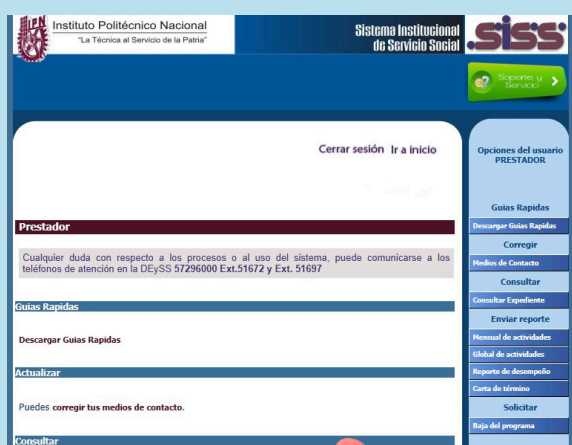 Instituto Politécnico Nacional
"La Técnica al Servicio de la Patria"
Sistema Institucional
de Servicio Social
siss
Soporte y
Servicio
Cerrar sesión Ir a inicio
Prestador
Cualquier duda con respecto a los procesos o al uso del sistema, puede comunicarse a los
teléfonos de atención en la DEySS 57296000 Ext.51672 y Ext. 51697
Guias Rapidas
Descargar Guias Rapidas
Actualizar
Puedes corregir tus medios de contacto.
Consultar
Opciones del usuario
PRESTADOR
Guias Rapidas
Descargar Guias Rapidas
Corregir
Medios de Contacto
Consultar
Consultar Expediente
Enviar reporte
Mensual de actividades
Global de actividades
Reporte de desempeño
Carta de término
Solicitar
Baja del programa